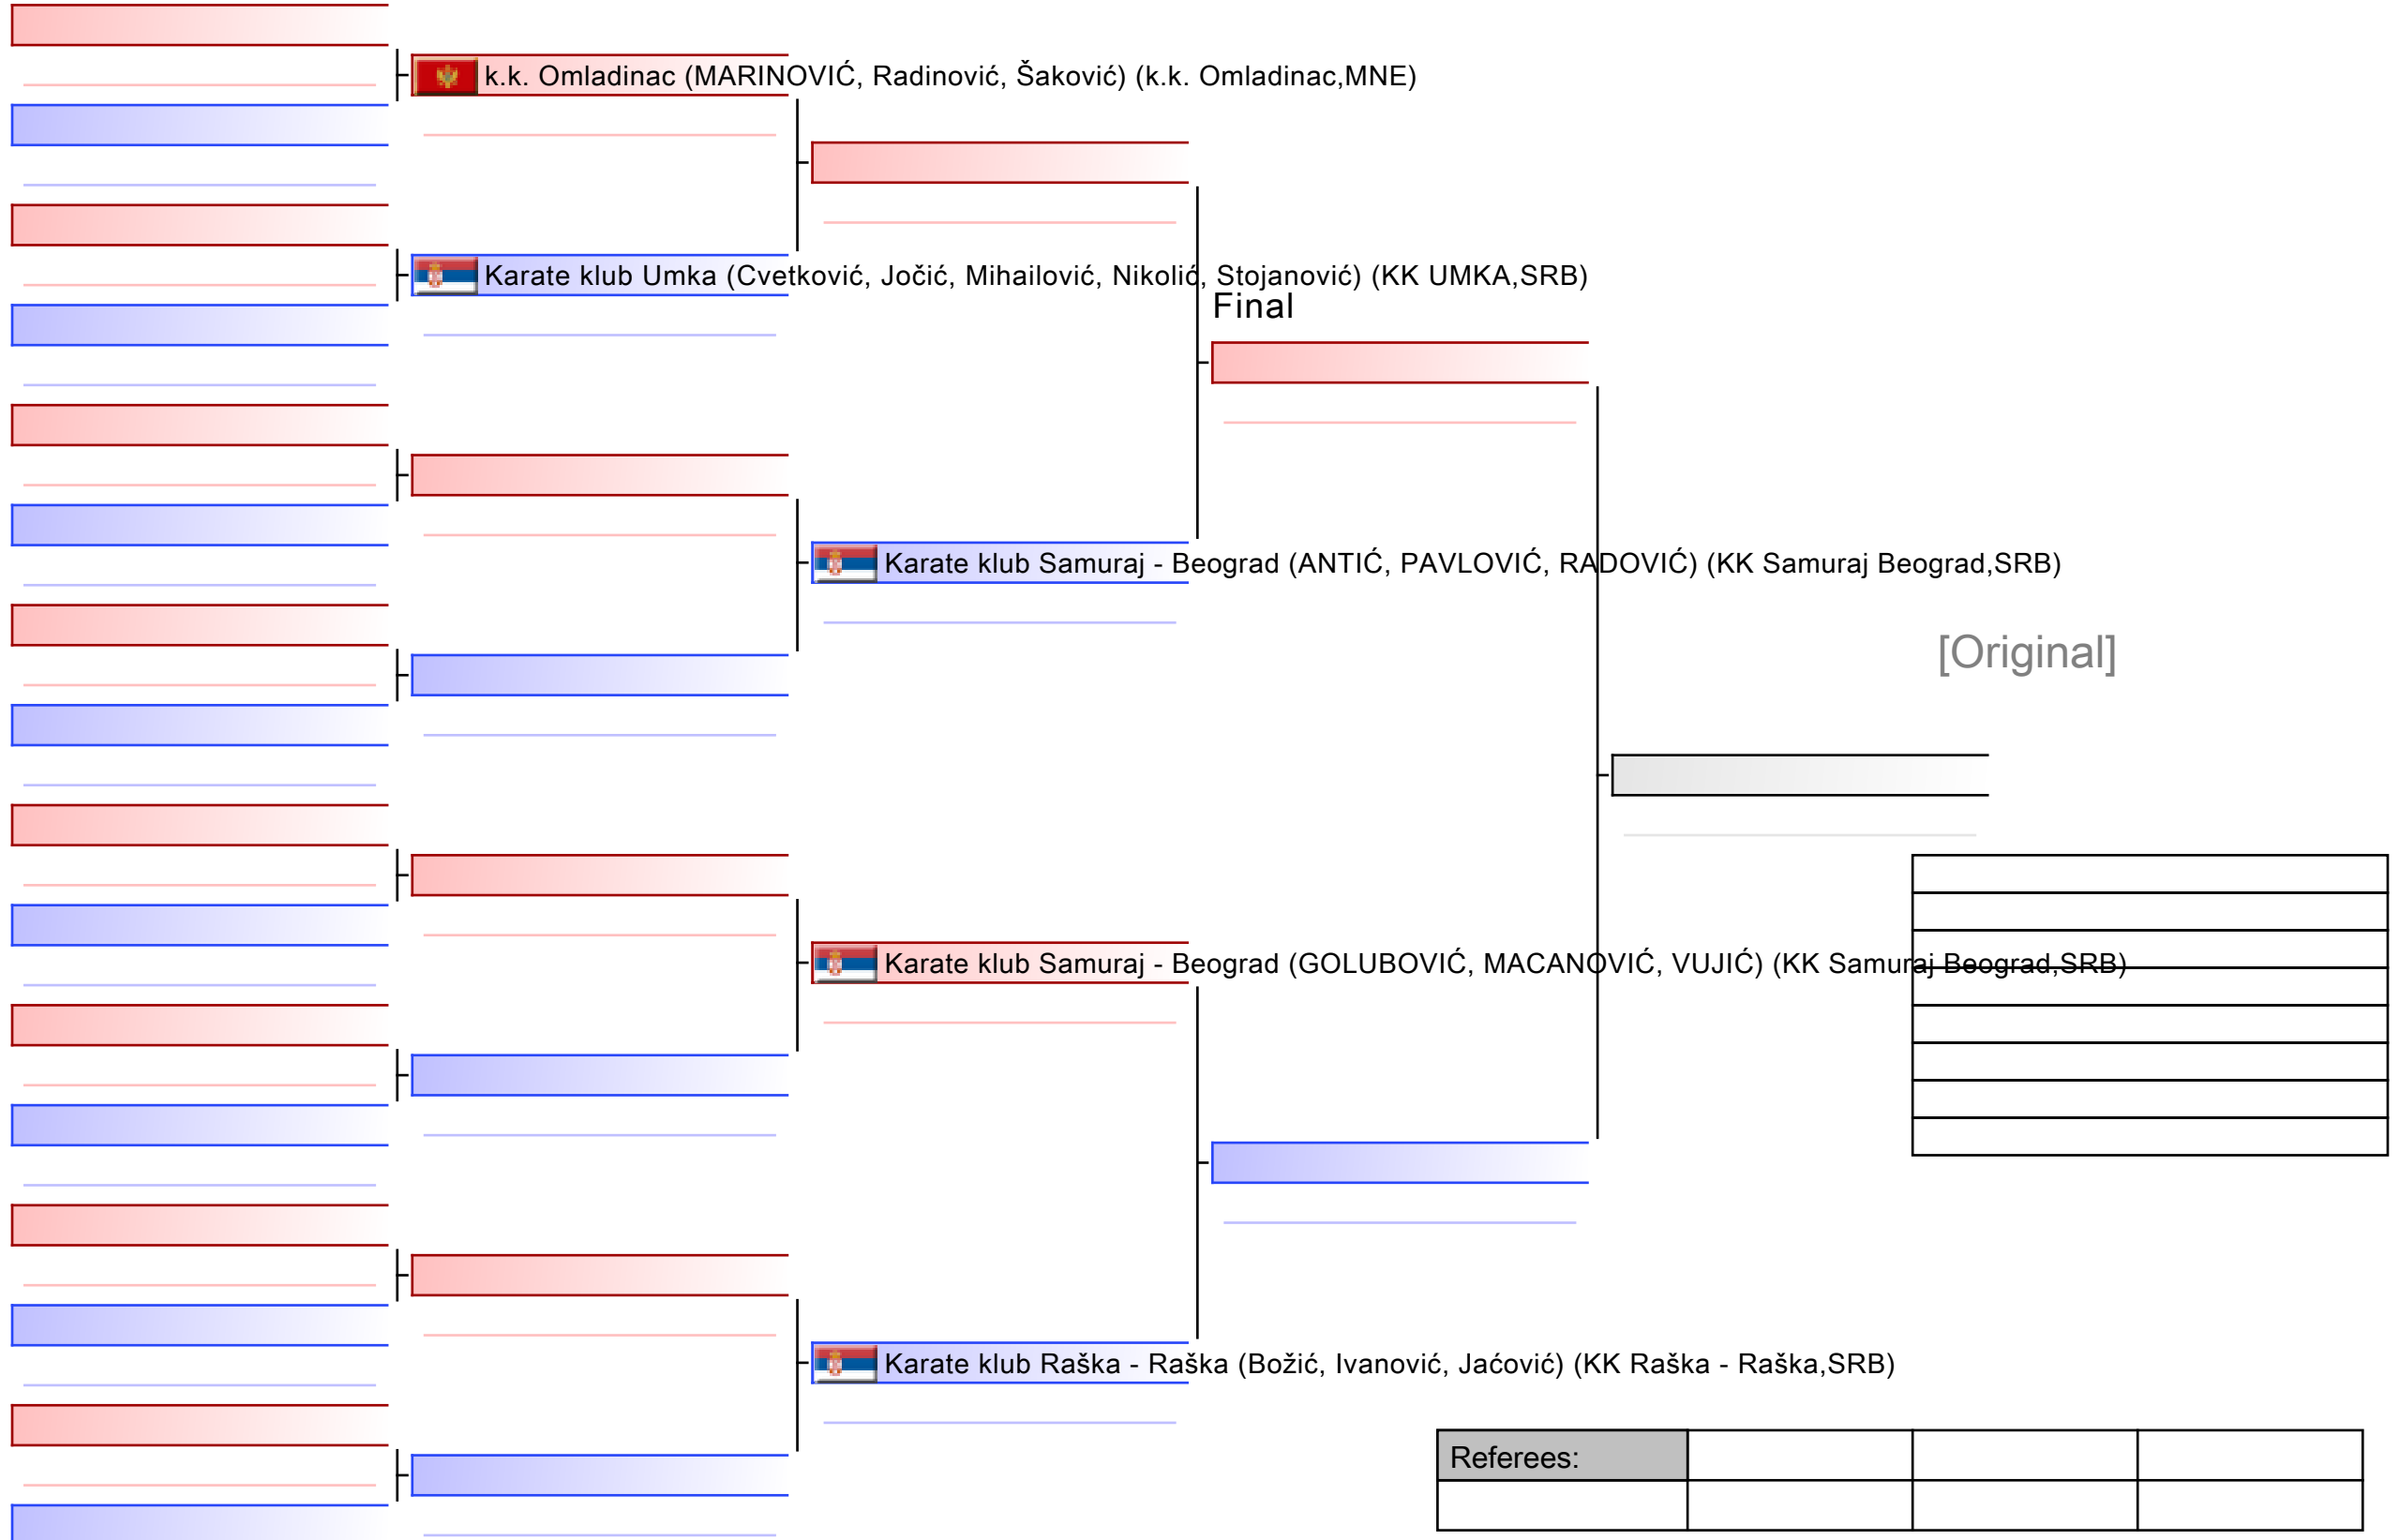 k.k. Omladinac (MARINOVIĆ, Radinović, Šaković) (k.k. Omladinac,MNE)
Karate klub Umka (Cvetković, Jočić, Mihailović, Nikolić, Stojanović) (KK UMKA,SRB)
Final
Karate klub Samuraj - Beograd (ANTIĆ, PAVLOVIĆ, RADOVIĆ) (KK Samuraj Beograd,SRB)
[Original]
Karate klub Samuraj - Beograd (GOLUBOVIĆ, MACANOVIĆ, VUJIĆ) (KK Samuraj Beograd,SRB)
Karate klub Raška - Raška (Božić, Ivanović, Jaćović) (KK Raška - Raška,SRB)
Referees: